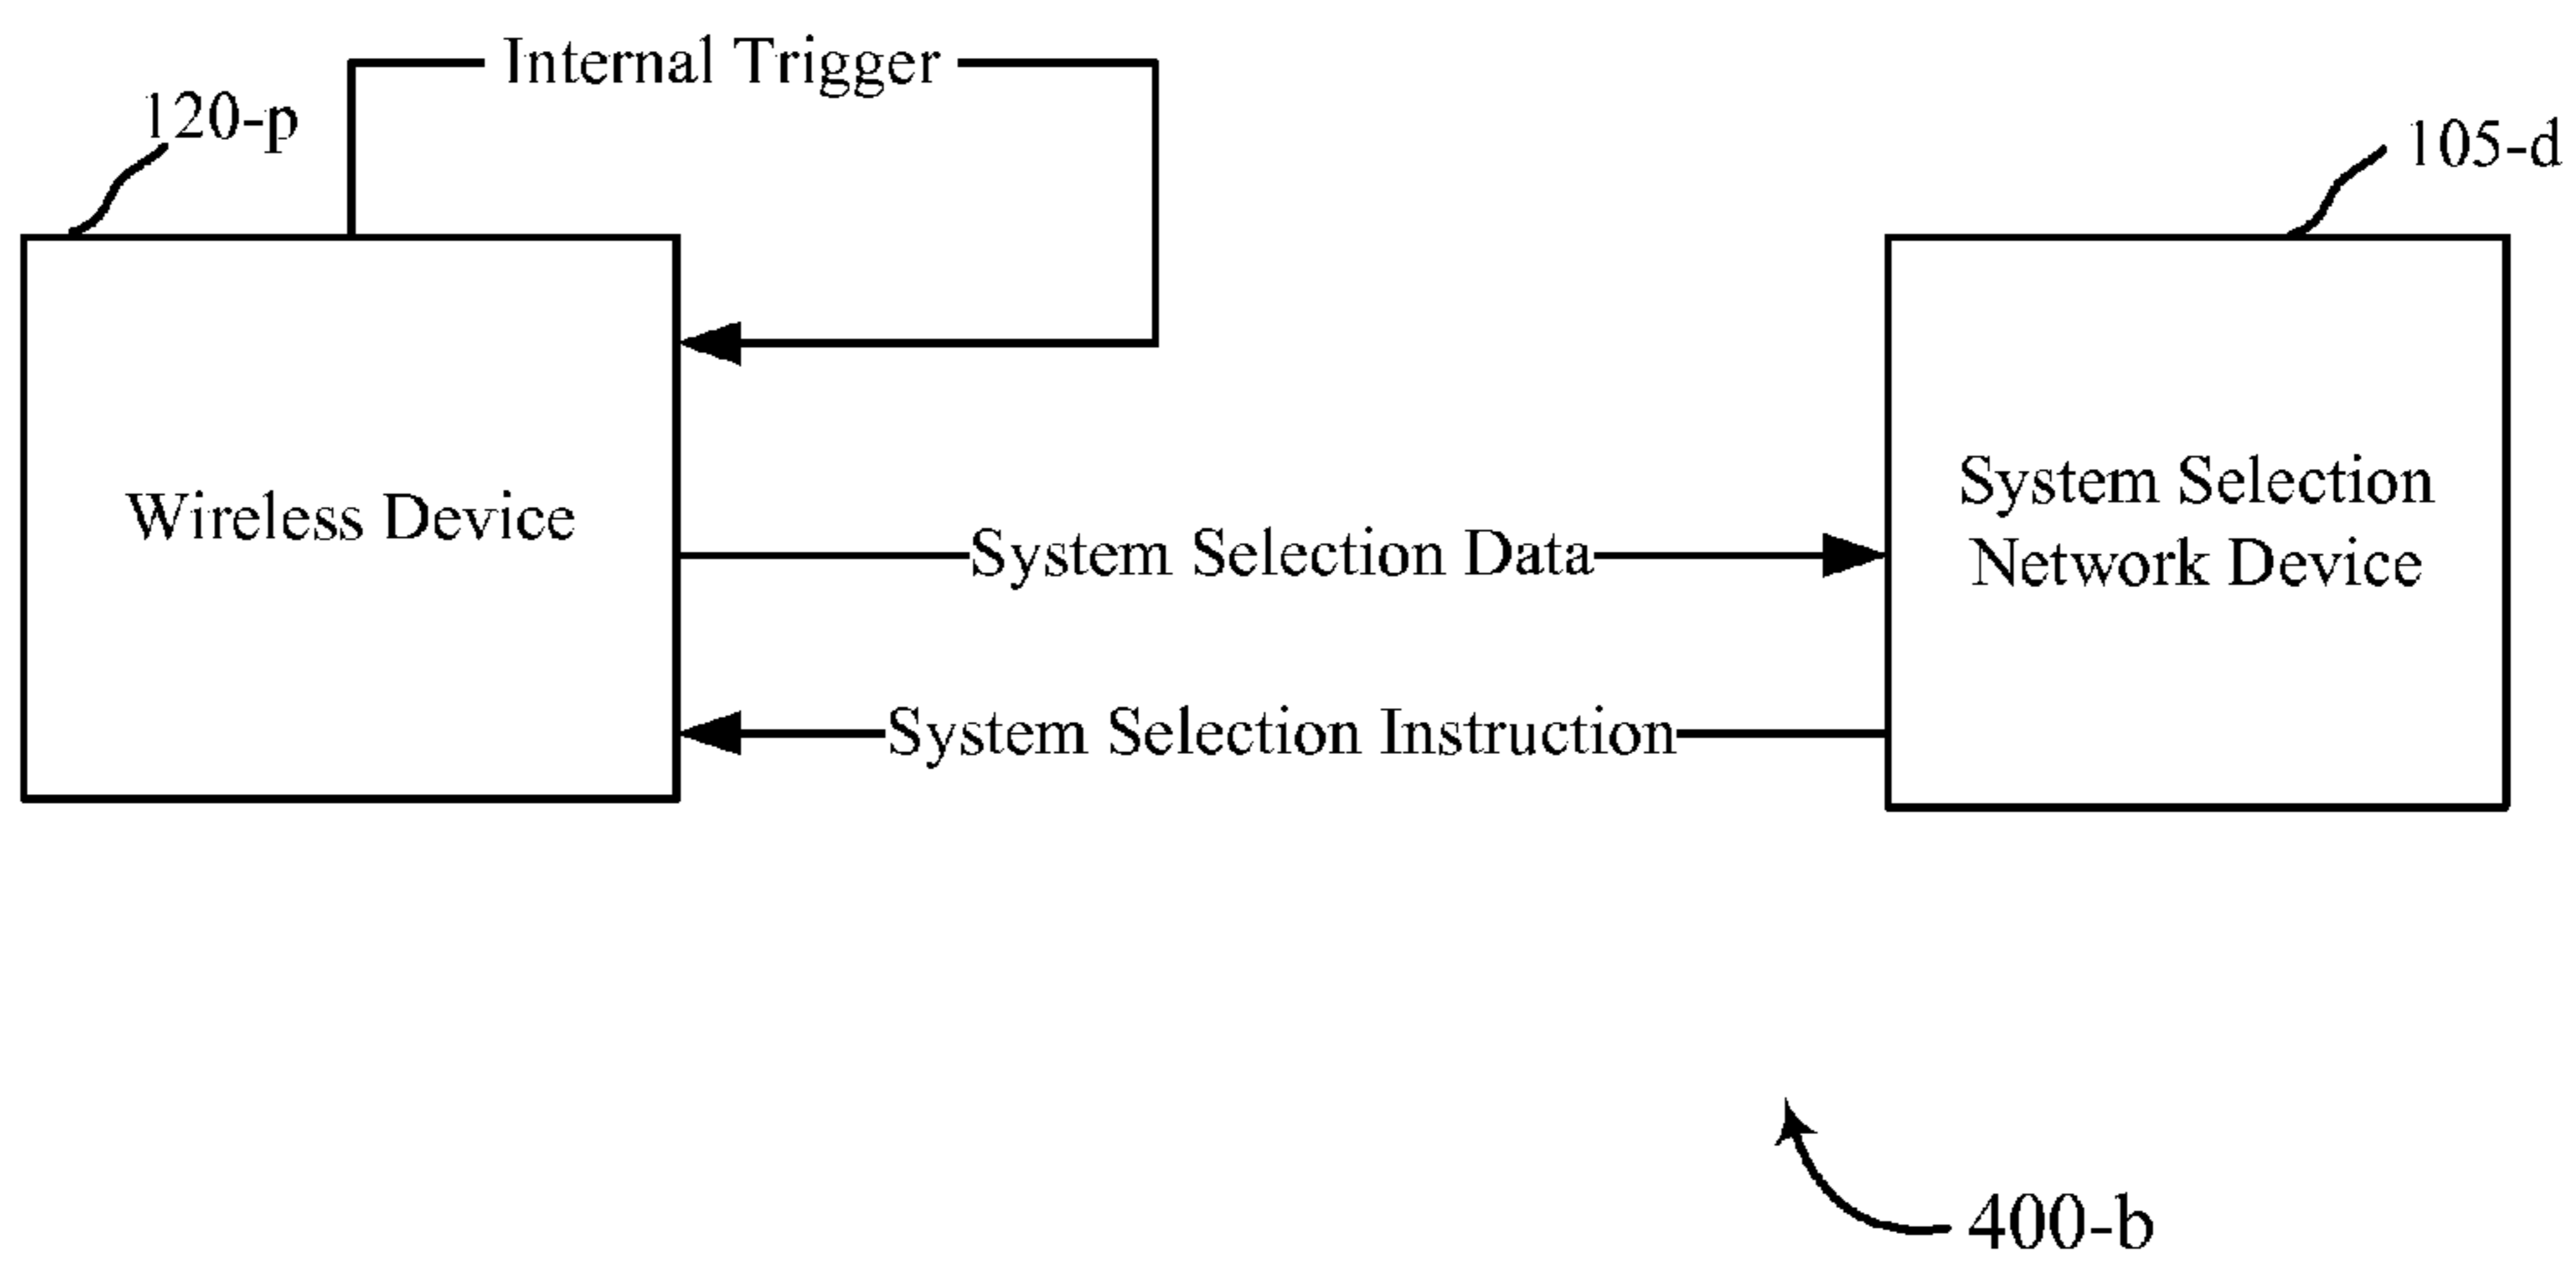 Internal Trigger
120-p
105-d
Wireless Device
System Selection
Network Device
System Selection Data
System Selection Instruction
400-b